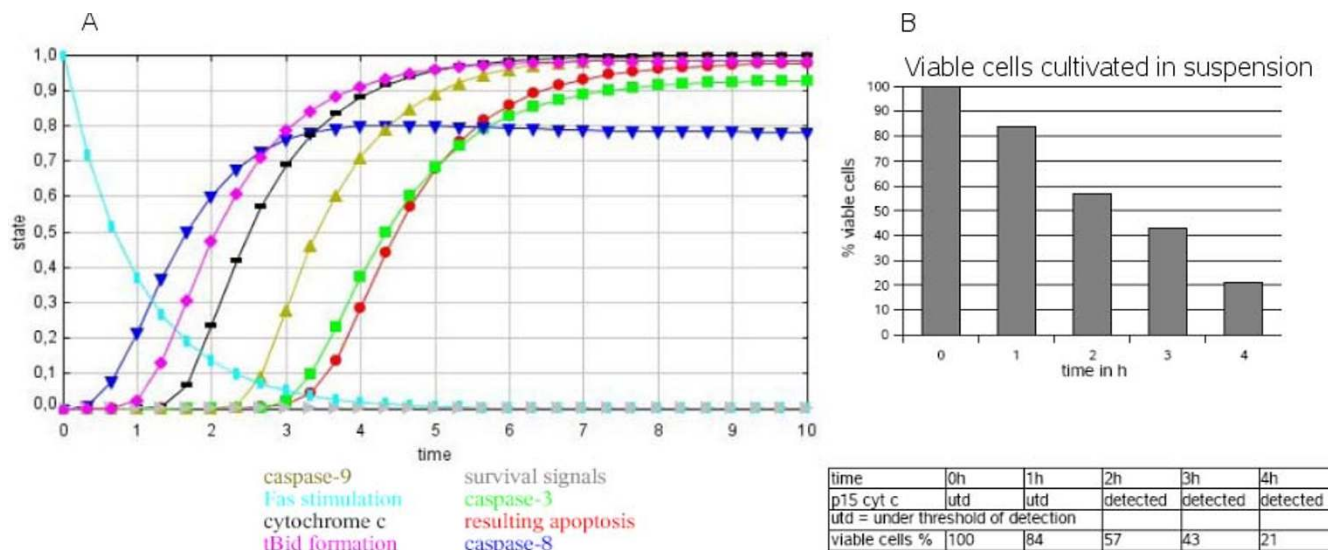 A
1,0
0,9
0,8
0,7
0,6
0,5
0,4
0,3
0,2
0,1
0,0
state
0 1 2 3 4 5 6 7 8 9 10
time
caspase-9 survival signals
Fas stimulation caspase-3
cytochrome c resulting apoptosis
tBid formation caspase-8
B
Viable cells cultivated in suspension
100
90
80
70
60
50
40
30
20
10
0
% viable cells
0 1 2 3 4
time in h
time 0h 1h 2h 3h 4h
p15 cyt c utd utd detected detected detected
utd = under threshold of detection
viable cells % 100 84 57 43 21